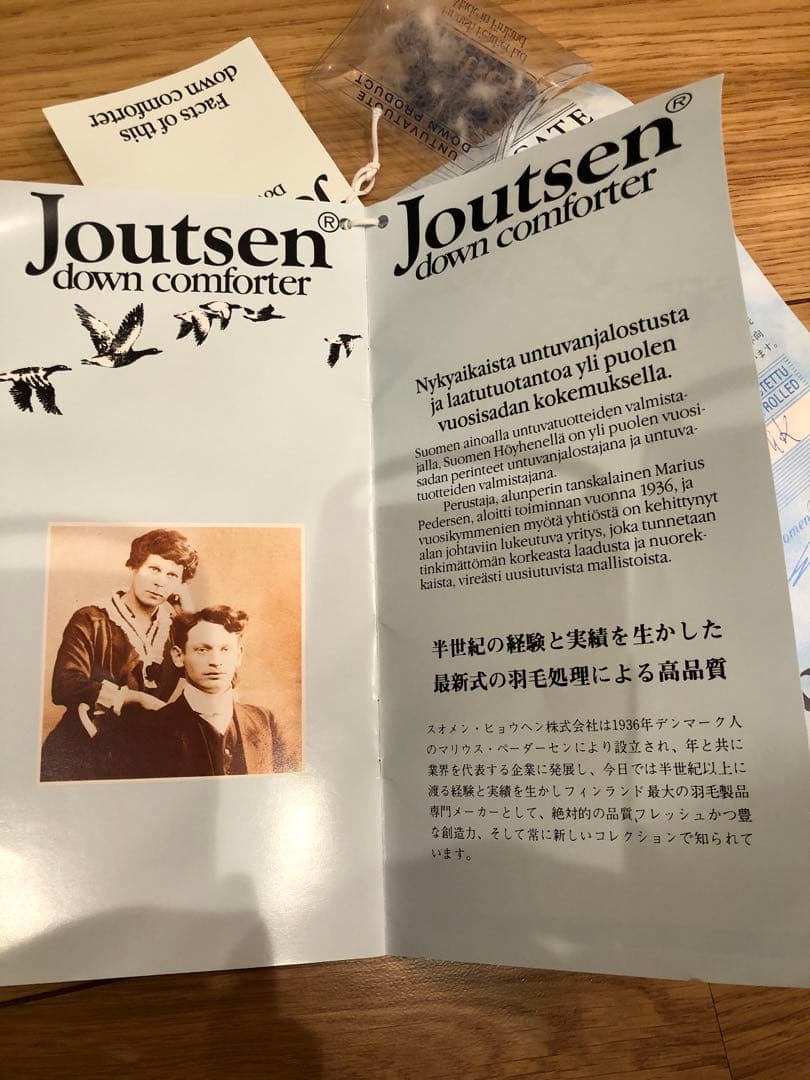 Made in Finland
Finnish Feather Ltd
UNTUVATUOTE
DOWN PRODUCT
Facts of this
down comforter
Joutsen®
down comforter
Joutsen®
down comforter
Nykyaikaista untuvanjalostusta
ja laatutuotantoa yli puolen
vuosisadan kokemuksella.
Suomen ainoalla untuvatuotteiden valmista-
jalla, Suomen Höyhenellä on yli puolen vuosi-
sadan perinteet untuvanjalostajana ja untuva-
tuotteiden valmistajana.
Perustaja, alunperin tanskalainen Marius
Pedersen, aloitti toiminnan vuonna 1936, ja
vuosikymmenien myötä yhtiöstä on kehittynyt
alan johtaviin lukeutuva yritys, joka tunnetaan
tinkimättömän korkeasta laadusta ja nuorek-
kaista, vireästi uusiutuvista mallistoista.
半世紀の経験と実績を生かした
最新式の羽毛処理による高品質
スオメン・ヒョウヘン株式会社は1936年デンマーク人
のマリウス・ペーダーセンにより設立され、年と共に
業界を代表する企業に発展し、今日では半世紀以上に
渡る経験と実績を生かしフィンランド最大の羽毛製品
専門メーカーとして、絶対的の品質、フレッシュかつ豊
な創造力、そして常に新しいコレクションで知られて
います。